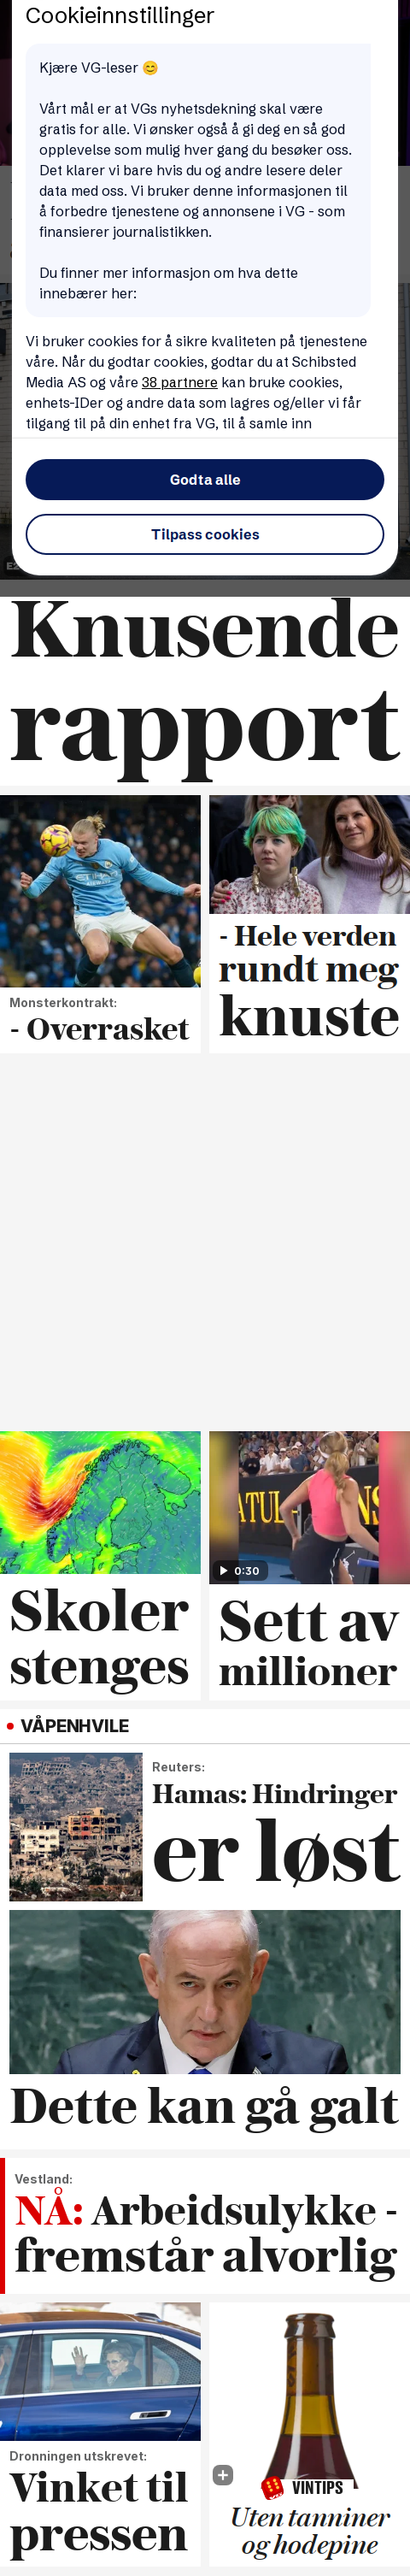 Cookieinnstillinger
Kjære VG-leser 😊
Vårt mål er at VGs nyhetsdekning skal være
gratis for alle. Vi ønsker også å gi deg en så god
opplevelse som mulig hver gang du besøker oss.
Det klarer vi bare hvis du og andre lesere deler
data med oss. Vi bruker denne informasjonen til
å forbedre tjenestene og annonsene i VG - som
finansierer journalistikken.
Du finner mer informasjon om hva dette
innebærer her:
Vi bruker cookies for å sikre kvaliteten på tjenestene
våre. Når du godtar cookies, godtar du at Schibsted
Media AS og våre 38 partnere kan bruke cookies,
enhets-IDer og andre data som lagres og/eller vi får
tilgang til på din enhet fra VG, til å samle inn
Godta alle
Tilpass cookies
Knusende
rapport
Monsterkontrakt:
- Overrasket
- Hele verden
rundt meg
knuste
Skoler
stenges
0:30
Sett av
millioner
VÅPENHVILE
Reuters:
Hamas: Hindringer
er løst
Dette kan gå galt
Vestland:
NÅ: Arbeidsulykke -
fremstår alvorlig
Dronningen utskrevet:
Vinket til
pressen
VINTIPS
Uten tanniner
og hodepine